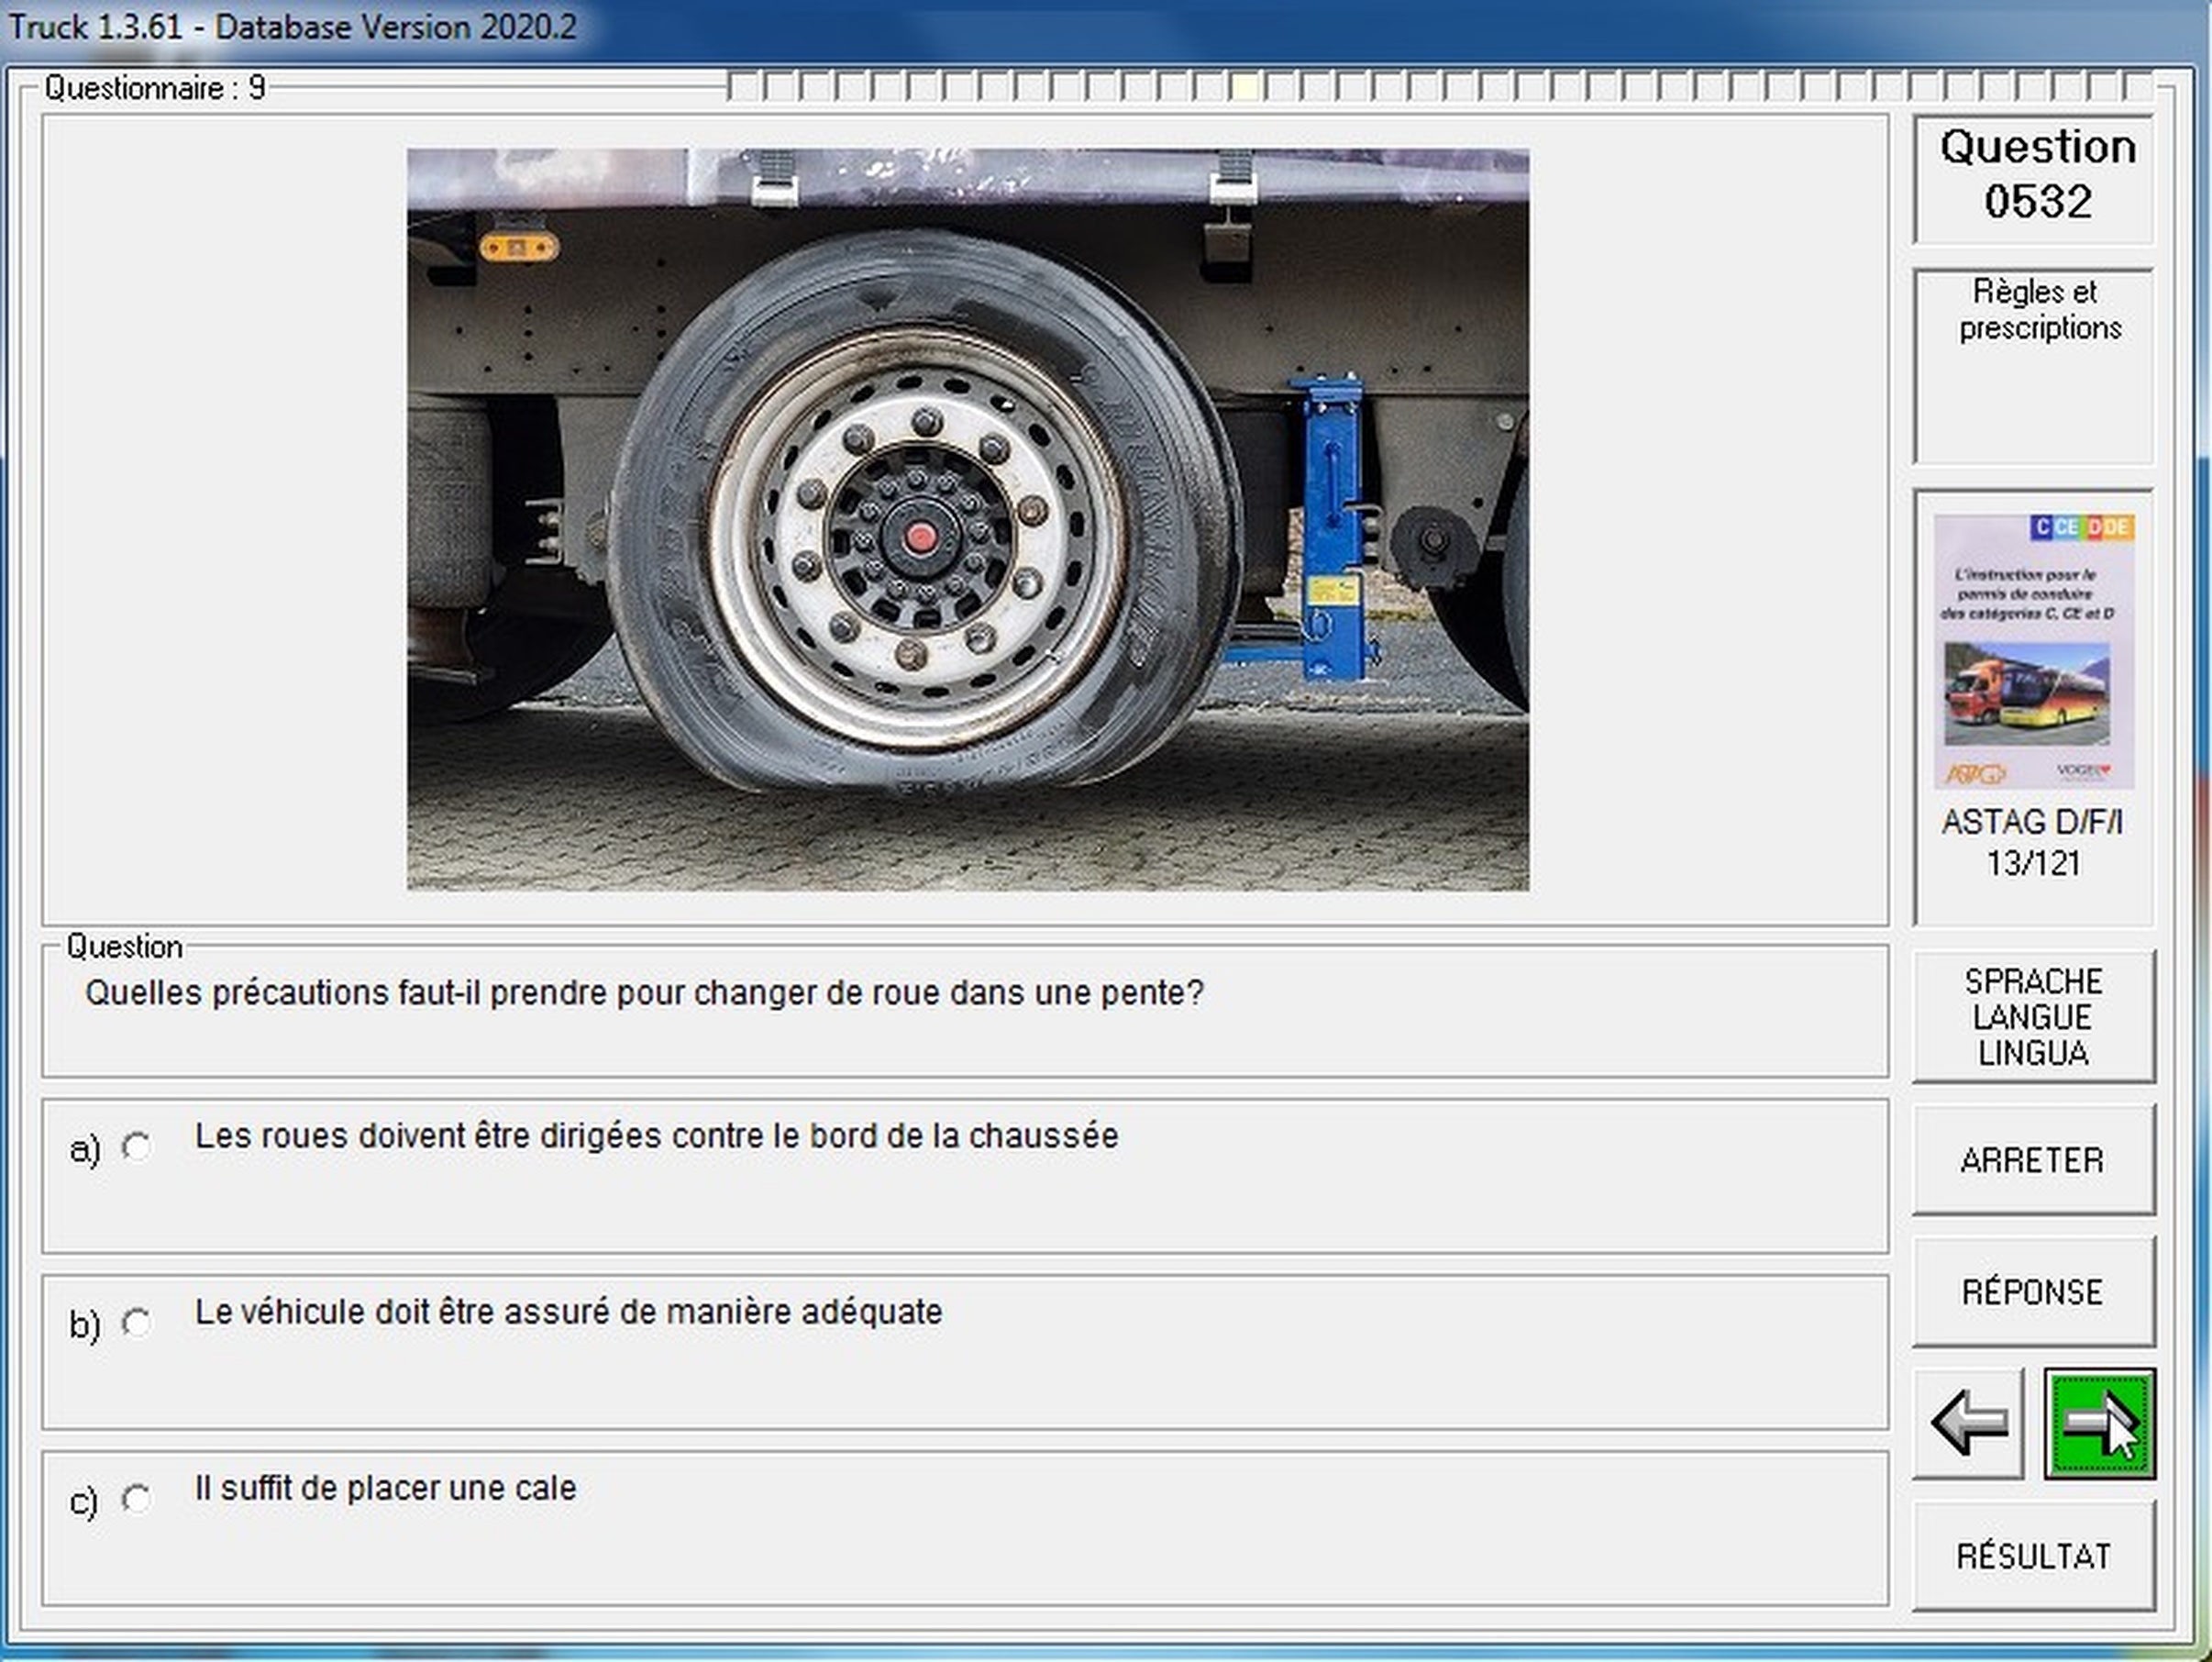 Truck 1.3.61 - Database Version 2020.2
Questionnaire : 9
Question
0532
Règles et
prescriptions
C CE D DE
L'instruction pour le
permis de conduire
des catégories C, CE et D
ASTAG
VOGEL
ASTAG D/F/I
13/121
Question
Quelles précautions faut-il prendre pour changer de roue dans une pente?
a) Les roues doivent être dirigées contre le bord de la chaussée
b) Le véhicule doit être assuré de manière adéquate
c) Il suffit de placer une cale
SPRACHE
LANGUE
LINGUA
ARRETER
RÉPONSE
RÉSULTAT